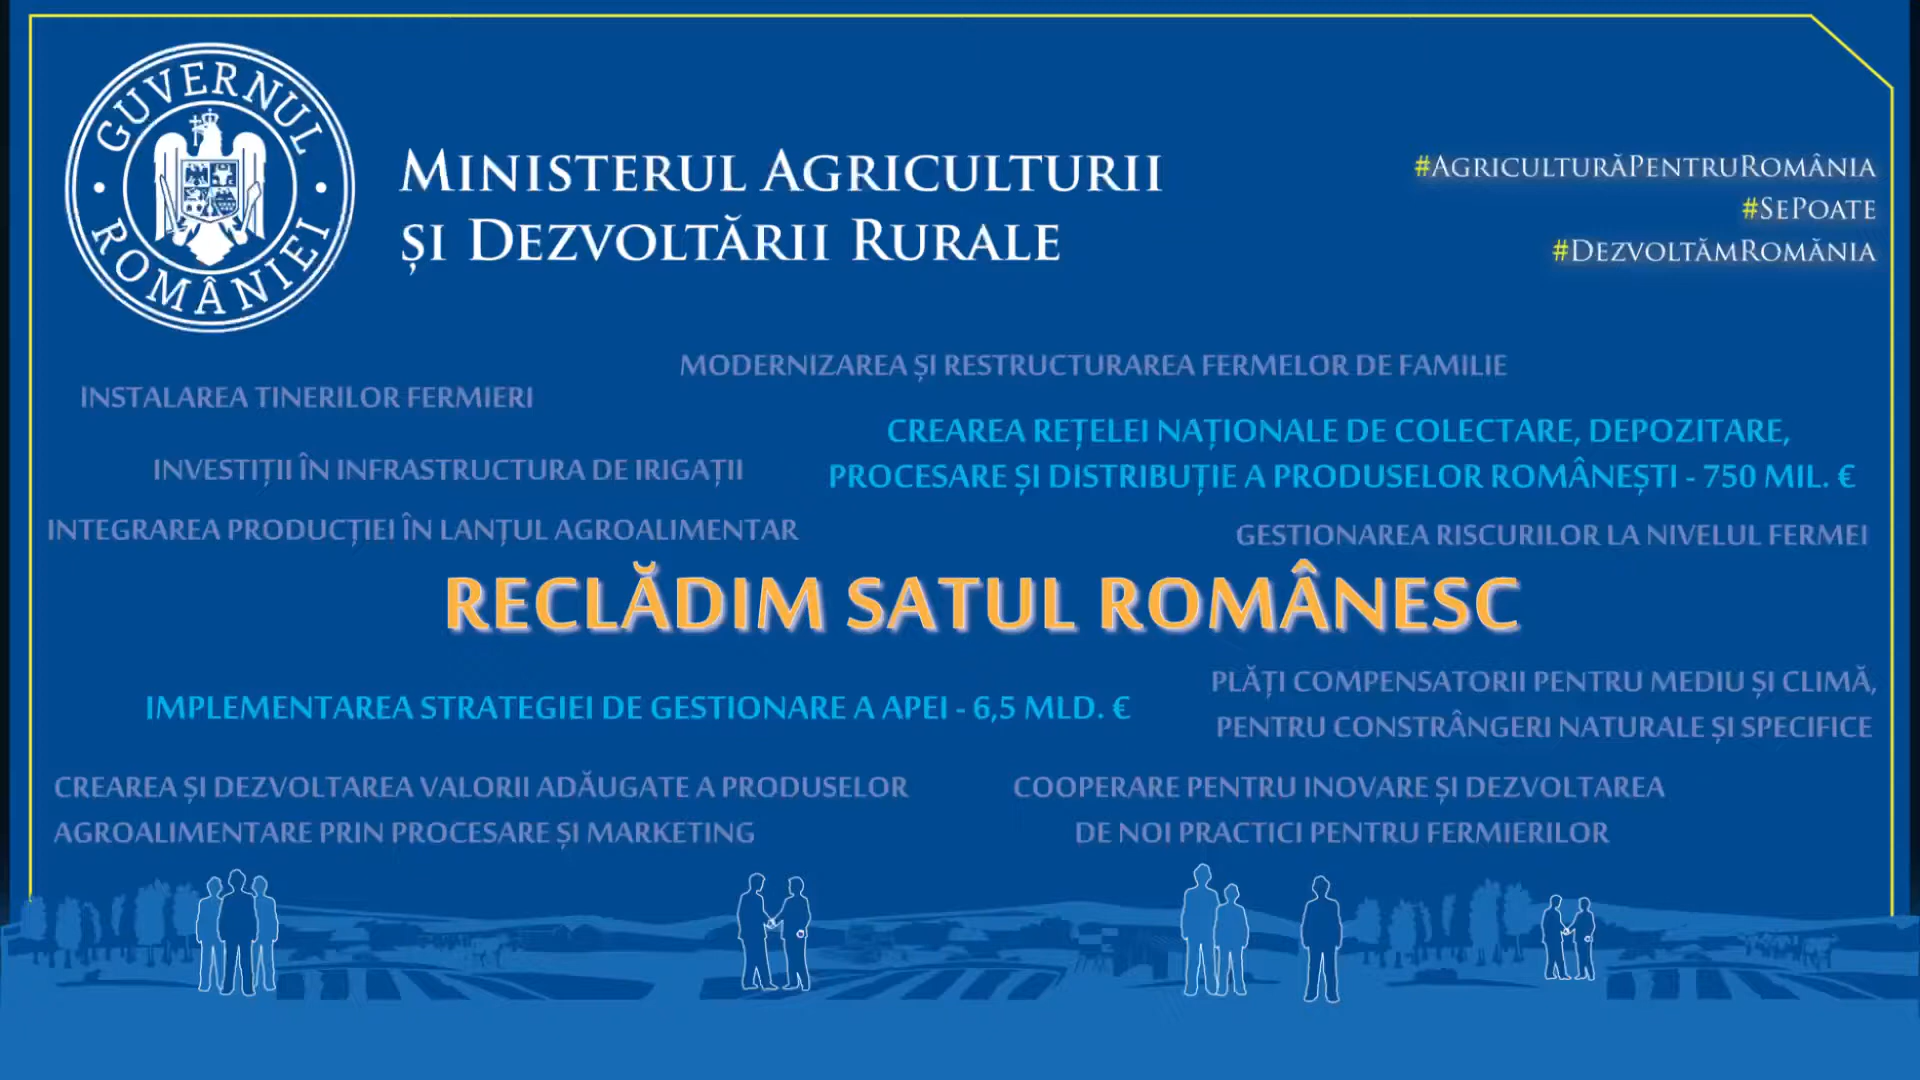 GUVERNUL ROMÂNIEI
MINISTERUL AGRICULTURII
ȘI DEZVOLTĂRII RURALE
#AGRICULTURĂPENTRUROMÂNIA
#SEPOATE
#DEZVOLTĂMROMĂNIA
MODERNIZAREA ȘI RESTRUCTURAREA FERMELOR DE FAMILIE
INSTALAREA TINERILOR FERMIERI
CREAREA REȚELEI NAȚIONALE DE COLECTARE, DEPOZITARE,
PROCESARE ȘI DISTRIBUȚIE A PRODUSELOR ROMÂNEȘTI - 750 MIL. €
INVESTIȚII ÎN INFRASTRUCTURA DE IRIGAȚII
INTEGRAREA PRODUCȚIEI ÎN LANȚUL AGROALIMENTAR
GESTIONAREA RISCURILOR LA NIVELUL FERMEI
RECLĂDIM SATUL ROMÂNESC
PLĂȚI COMPENSATORII PENTRU MEDIU ȘI CLIMĂ,
PENTRU CONSTRÂNGERI NATURALE ȘI SPECIFICE
IMPLEMENTAREA STRATEGIEI DE GESTIONARE A APEI - 6,5 MLD. €
CREAREA ȘI DEZVOLTAREA VALORII ADĂUGATE A PRODUSELOR
AGROALIMENTARE PRIN PROCESARE ȘI MARKETING
COOPERARE PENTRU INOVARE ȘI DEZVOLTAREA
DE NOI PRACTICI PENTRU FERMIERILOR